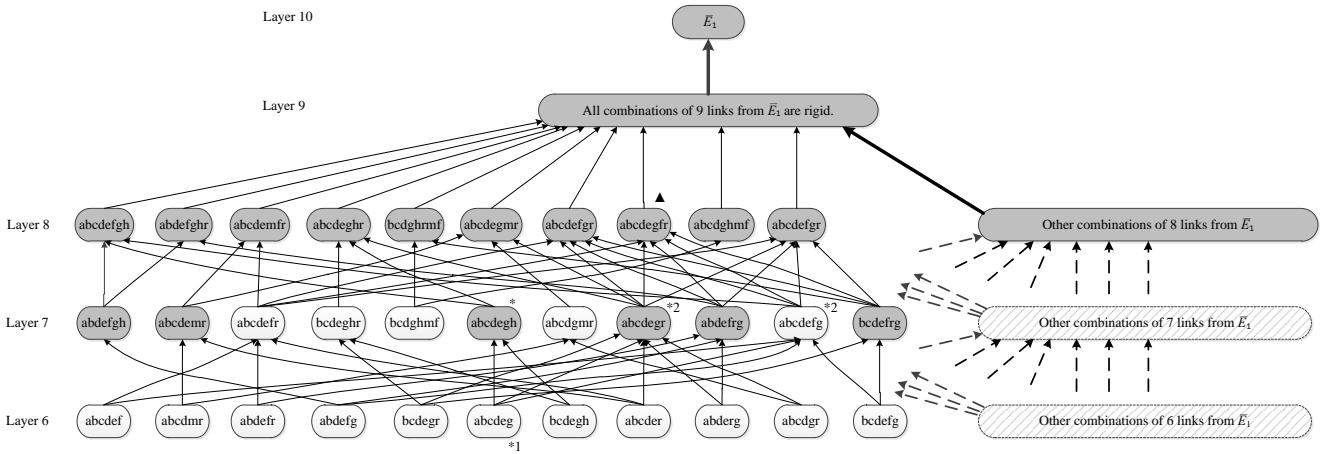 Layer 10
Ē₁
Layer 9
All combinations of 9 links from Ē₁ are rigid.
▲
Layer 8
abcdefgh
abdefghr
abcdemfr
abcdeghr
bcdghrmf
abcdegmr
abcdefgr
abcdegfr
abcdghmf
abcdefgr
Other combinations of 8 links from Ē₁
*
*2
*2
Layer 7
abdefgh
abcdemr
abcdefr
bcdeghr
bcdghmf
abcdegh
abcdgmr
abcdegr
abdefrg
abcdefg
bcdefrg
Other combinations of 7 links from Ē₁
Layer 6
abcdef
abcdmr
abdefr
abdefg
bcdegr
abcdeg
bcdegh
abcder
abderg
abcdgr
bcdefg
Other combinations of 6 links from Ē₁
*1